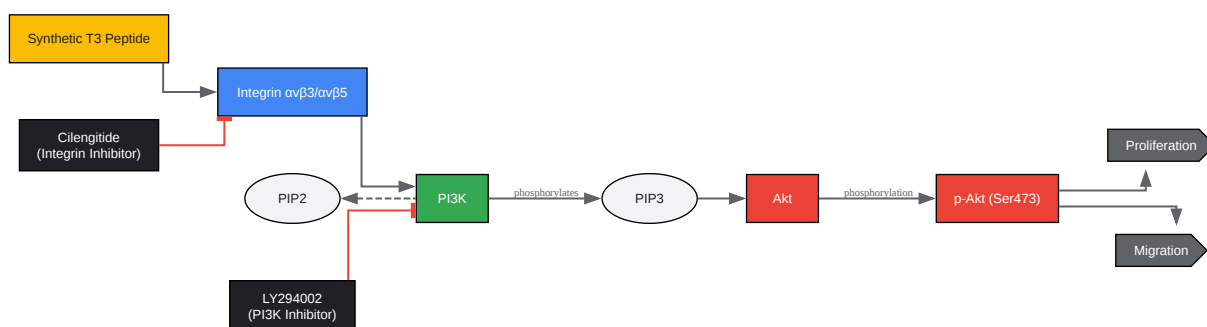 Synthetic T3 Peptide
Integrin αvβ3/αvβ5
Cilengitide
(Integrin Inhibitor)
PIP2
PI3K
phosphorylates
PIP3
Akt
phosphorylation
p-Akt (Ser473)
Proliferation
Migration
LY294002
(PI3K Inhibitor)